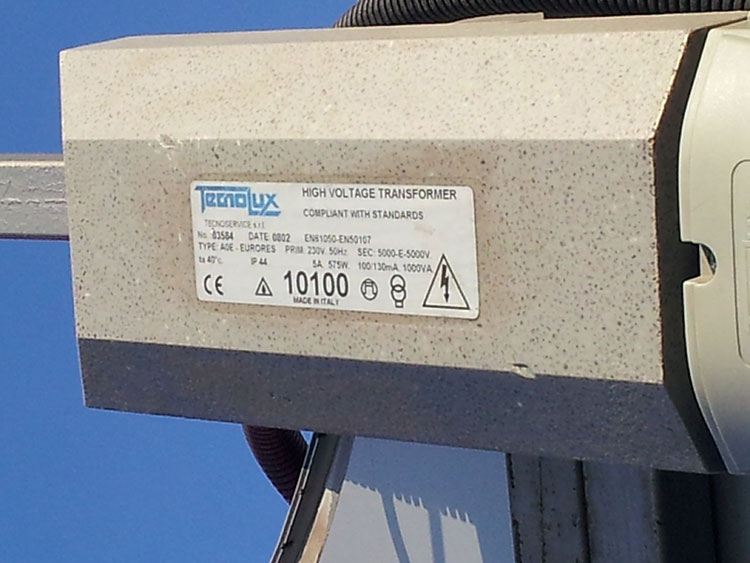 TECNOLUX
HIGH VOLTAGE TRANSFORMER
TECNOSERVICE s.r.l.
COMPLIANT WITH STANDARDS
No. 03584 DATE: 0802 EN61050-EN50107
TYPE: A0E - EURORES PRIM: 230V. 50Hz. SEC: 5000-E-5000V.
ta 40°c. IP 44 5A. 575W. 100/130mA. 1000VA.
CE 10100
MADE IN ITALY